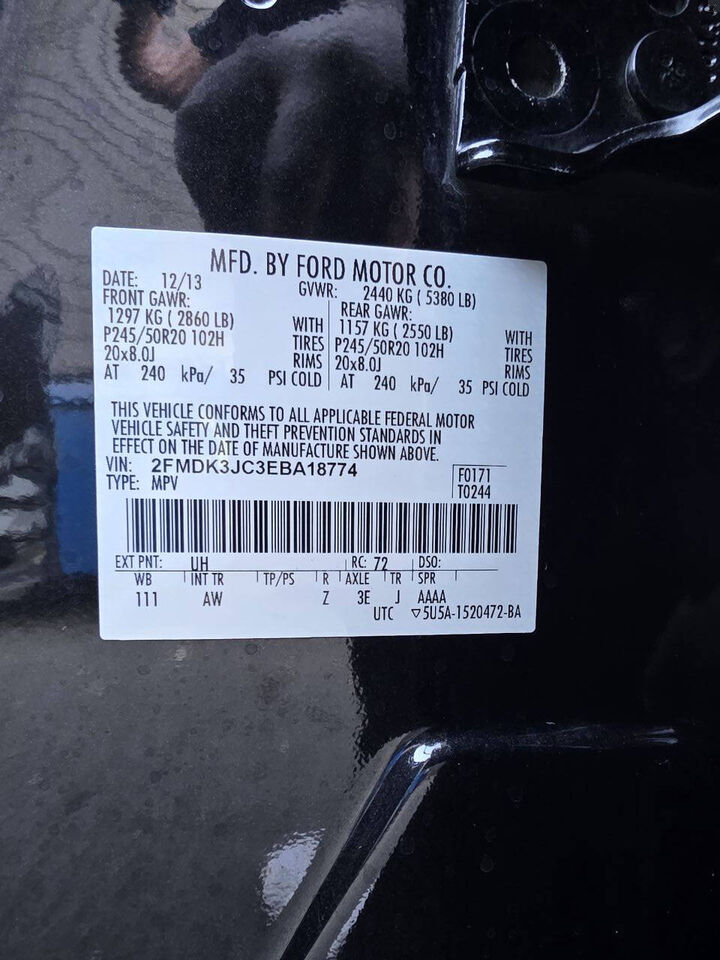 MFD. BY FORD MOTOR CO.
DATE: 12/13 GVWR: 2440 KG ( 5380 LB)
FRONT GAWR: REAR GAWR:
1297 KG ( 2860 LB) WITH 1157 KG ( 2550 LB) WITH
P245/50R20 102H TIRES P245/50R20 102H TIRES
20x8.0J RIMS 20x8.0J RIMS
AT 240 kPa/ 35 PSI COLD AT 240 kPa/ 35 PSI COLD
THIS VEHICLE CONFORMS TO ALL APPLICABLE FEDERAL MOTOR
VEHICLE SAFETY AND THEFT PREVENTION STANDARDS IN
EFFECT ON THE DATE OF MANUFACTURE SHOWN ABOVE.
VIN: 2FMDK3JC3EBA18774 F0171
TYPE: MPV T0244
EXT PNT: UH RC: 72 DSO:
WB INT TR TP/PS R AXLE TR SPR
111 AW Z 3E J AAAA
UTC ▽5U5A-1520472-BA